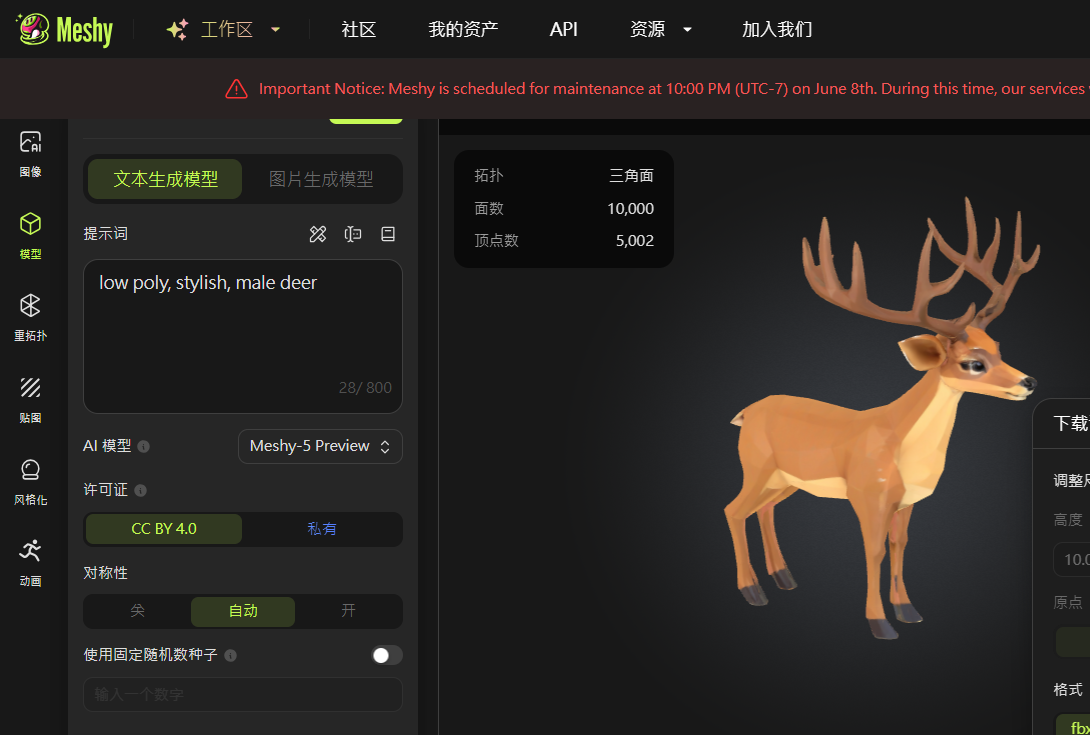 Meshy 工作区 社区 我的资产 API 资源 加入我们
Important Notice: Meshy is scheduled for maintenance at 10:00 PM (UTC-7) on June 8th. During this time, our services
图像
模型
重拓扑
贴图
风格化
动画
文本生成模型 图片生成模型
提示词
low poly, stylish, male deer
28/ 800
AI 模型 Meshy-5 Preview
许可证
CC BY 4.0 私有
对称性
关 自动 开
使用固定随机数种子
输入一个数字
拓扑 三角面
面数 10,000
顶点数 5,002
下载
调整
高度
10.0
原点
格式
fbx